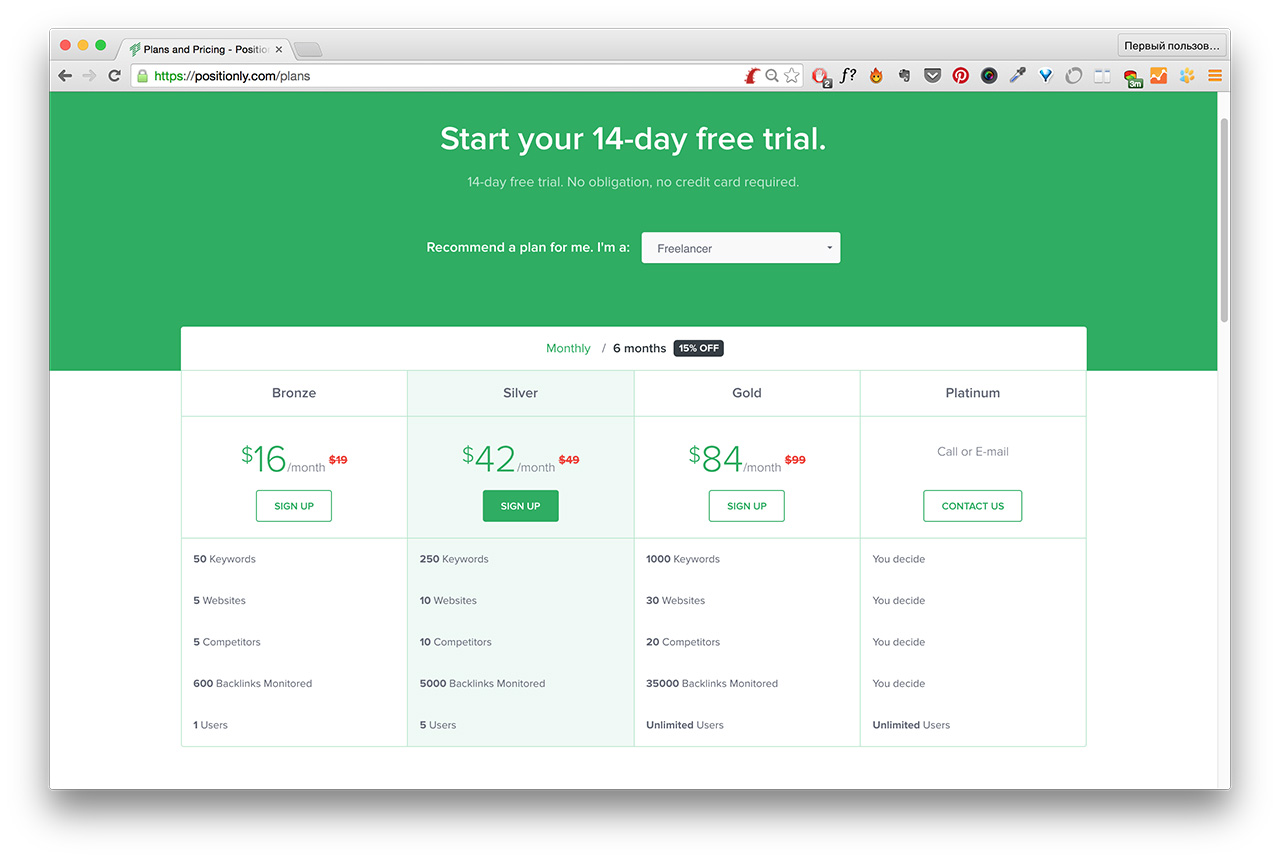 Plans and Pricing - Positio
Первый пользов...
https://positionly.com/plans
2
f?
3m
Start your 14-day free trial.
14-day free trial. No obligation, no credit card required.
Recommend a plan for me. I'm a: Freelancer
Monthly / 6 months 15% OFF
Bronze Silver Gold Platinum
$16/month $19 $42/month $49 $84/month $99 Call or E-mail
SIGN UP SIGN UP SIGN UP CONTACT US
50 Keywords 250 Keywords 1000 Keywords You decide
5 Websites 10 Websites 30 Websites You decide
5 Competitors 10 Competitors 20 Competitors You decide
600 Backlinks Monitored 5000 Backlinks Monitored 35000 Backlinks Monitored You decide
1 Users 5 Users Unlimited Users Unlimited Users